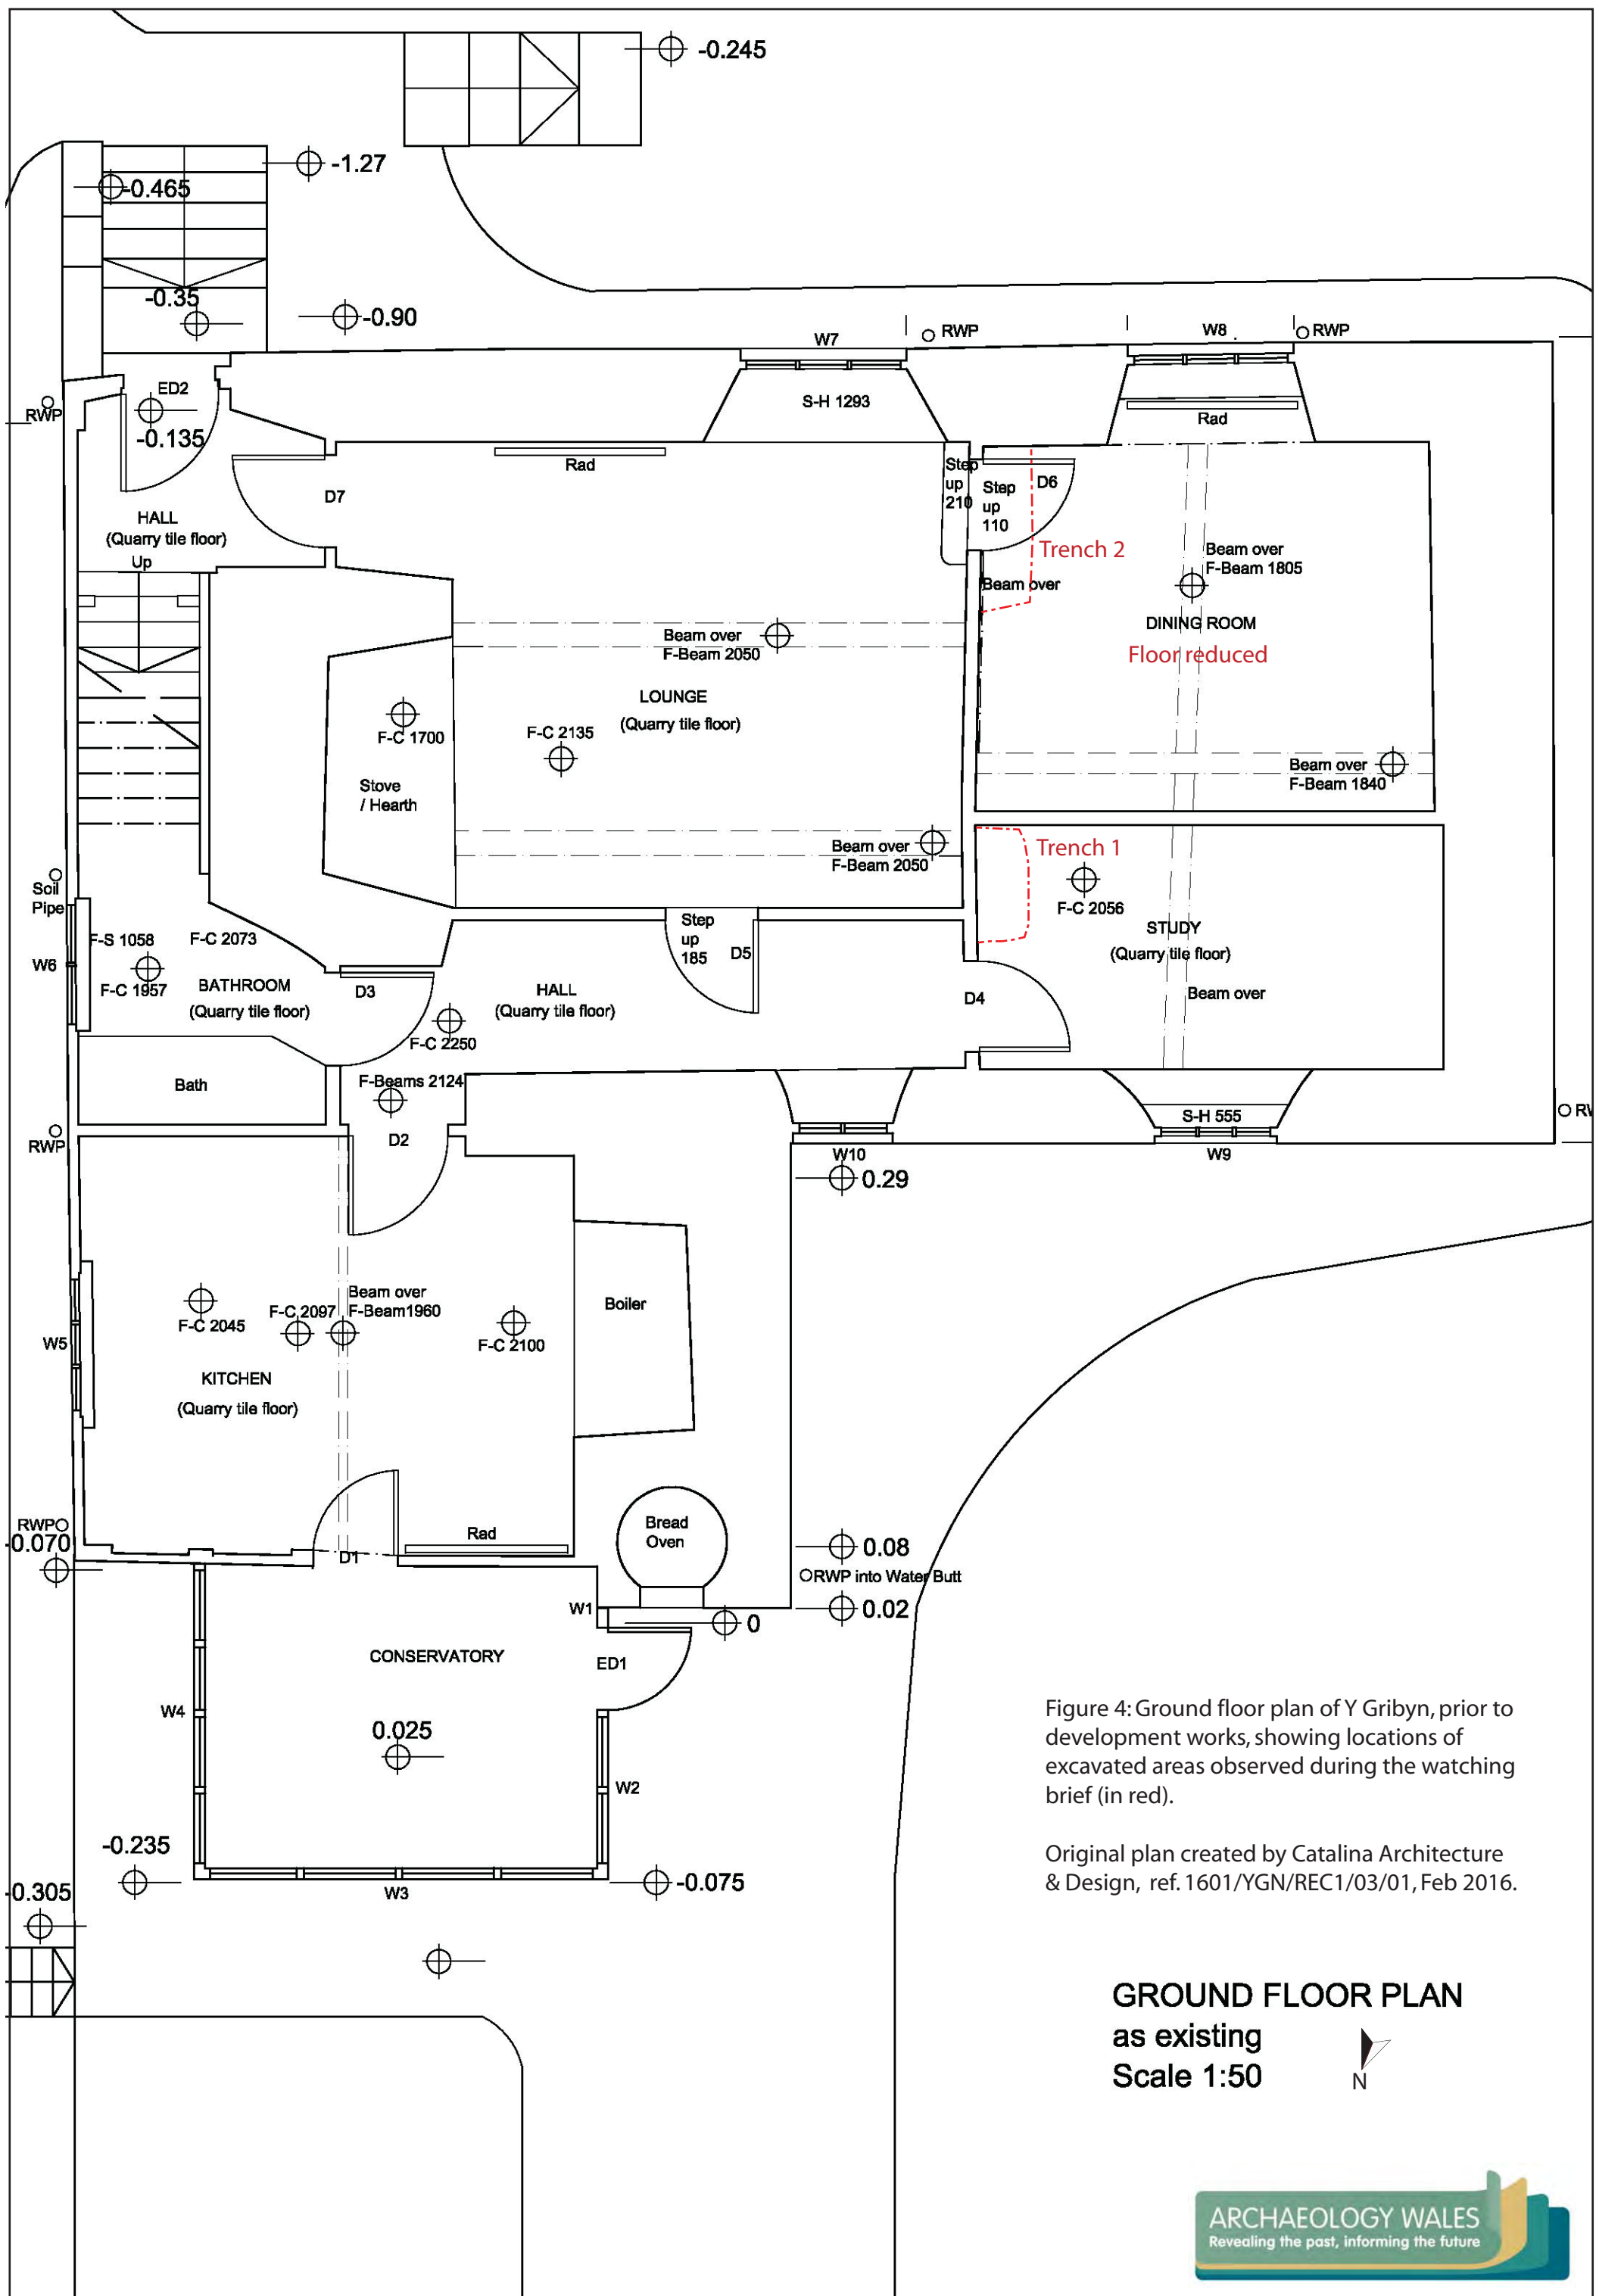 -0.245
-1.27
-0.465
-0.35
-0.90
W7
RWP
W8
RWP
ED2
RWP
-0.135
S-H 1293
Rad
Rad
Step
up
210
Step
up
110
D6
D7
HALL
(Quarry tile floor)
Up
Trench 2
Beam over
F-Beam 1805
Beam over
DINING ROOM
Floor reduced
Beam over
F-Beam 2050
LOUNGE
(Quarry tile floor)
F-C 1700
F-C 2135
Stove
/ Hearth
Beam over
F-Beam 1840
Beam over
F-Beam 2050
Trench 1
F-C 2056
STUDY
(Quarry tile floor)
Beam over
Soil
Pipe
F-S 1058
F-C 2073
W6
F-C 1957
BATHROOM
(Quarry tile floor)
D3
Step
up
185
D5
HALL
(Quarry tile floor)
D4
F-C 2250
Bath
F-Beams 2124
D2
RWP
S-H 555
W10
0.29
W9
Beam over
F-Beam1960
F-C 2097
F-C 2045
F-C 2100
Boiler
W5
KITCHEN
(Quarry tile floor)
RWP
-0.070
D1
Rad
Bread
Oven
0.08
RWP into Water Butt
0.02
W1
0
CONSERVATORY
ED1
W4
0.025
W2
-0.235
-0.305
W3
-0.075
Figure 4: Ground floor plan of Y Gribyn, prior to
development works, showing locations of
excavated areas observed during the watching
brief (in red).
Original plan created by Catalina Architecture
& Design, ref. 1601/YGN/REC1/03/01, Feb 2016.
GROUND FLOOR PLAN
as existing
Scale 1:50
N
ARCHAEOLOGY WALES
Revealing the past, informing the future